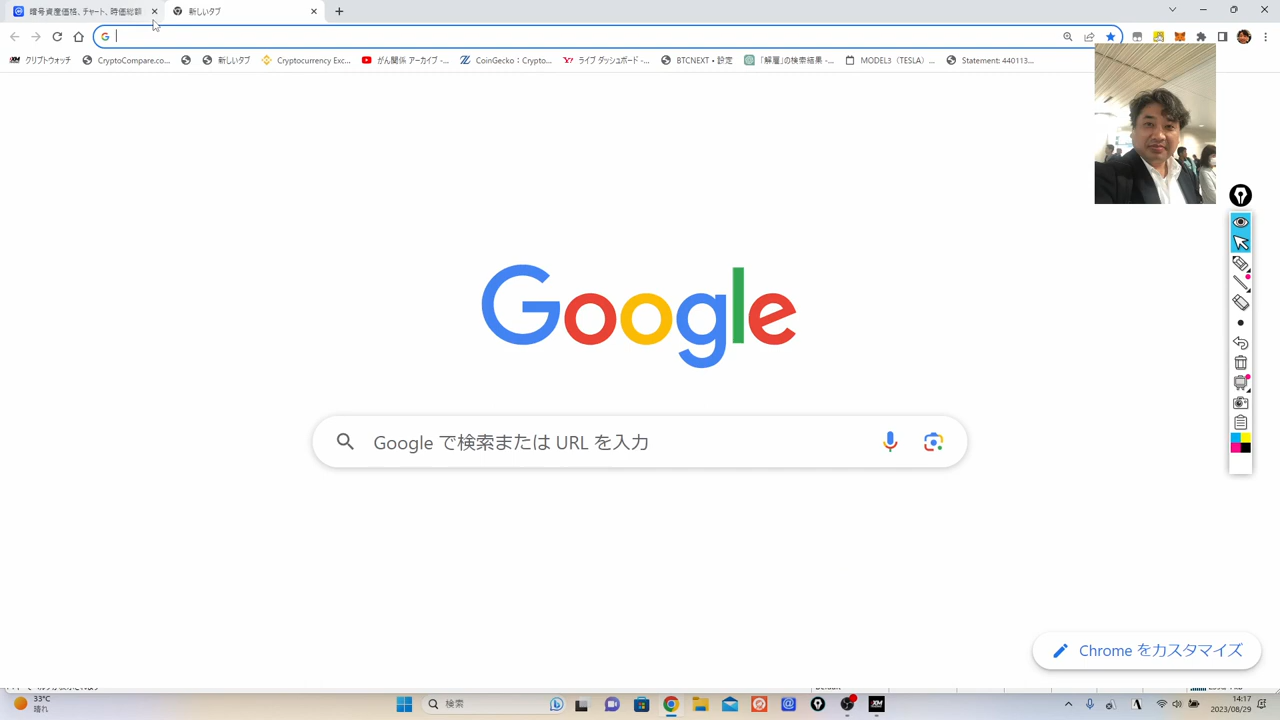 暗号資産価格、チャート、時価総額
新しいタブ
クリプトウォッチ
CryptoCompare.co...
新しいタブ
Cryptocurrency Exc...
がん関係 アーカイブ -...
CoinGecko：Crypto...
ライブ ダッシュボード -...
BTCNEXT • 設定
「解雇」の検索結果 -...
MODEL3（TESLA）...
Statement: 440113...
Google
Google で検索または URL を入力
Chrome をカスタマイズ
33°C
晴れ
検索
XM
A
14:17
2023/08/29